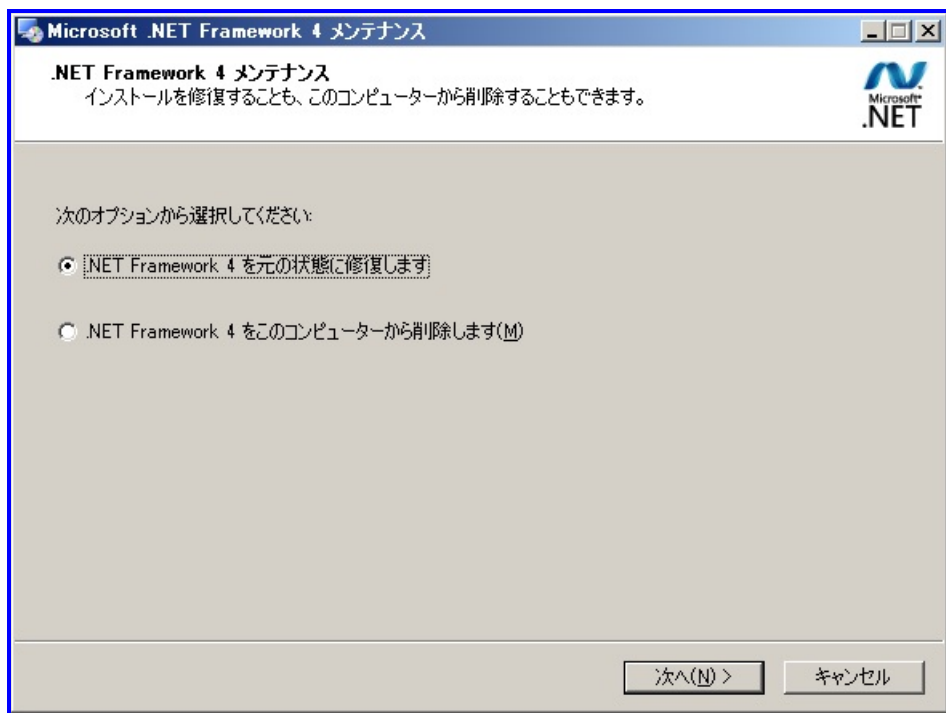 Microsoft .NET Framework 4 メンテナンス
.NET Framework 4 メンテナンス
インストールを修復することも、このコンピューターから削除することもできます。
Microsoft
.NET
次のオプションから選択してください:
.NET Framework 4 を元の状態に修復します
.NET Framework 4 をこのコンピューターから削除します(M)
次へ(N) >
キャンセル